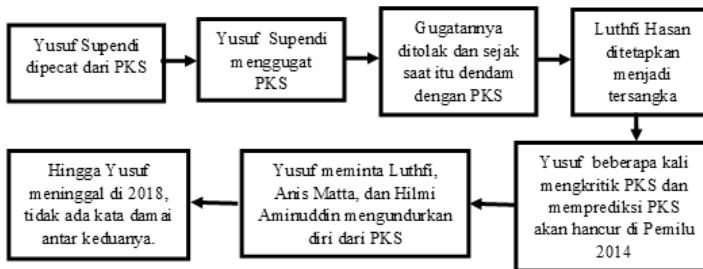 Yusuf Supendi
dipecat dari PKS
Yusuf Supendi
menggugat
PKS
Gugatannya
ditolak dan sejak
saat itu dendam
dengan PKS
Luthfi Hasan
ditetapkan
menjadi
tersangka
Yusuf beberapa kali
mengkritik PKS dan
memprediksi PKS
akan hancur di Pemilu
2014
Yusuf meminta Luthfi,
Anis Matta, dan Hilmi
Aminuddin mengundurkan
diri dari PKS
Hingga Yusuf
meninggal di 2018,
tidak ada kata damai
antar keduanya.